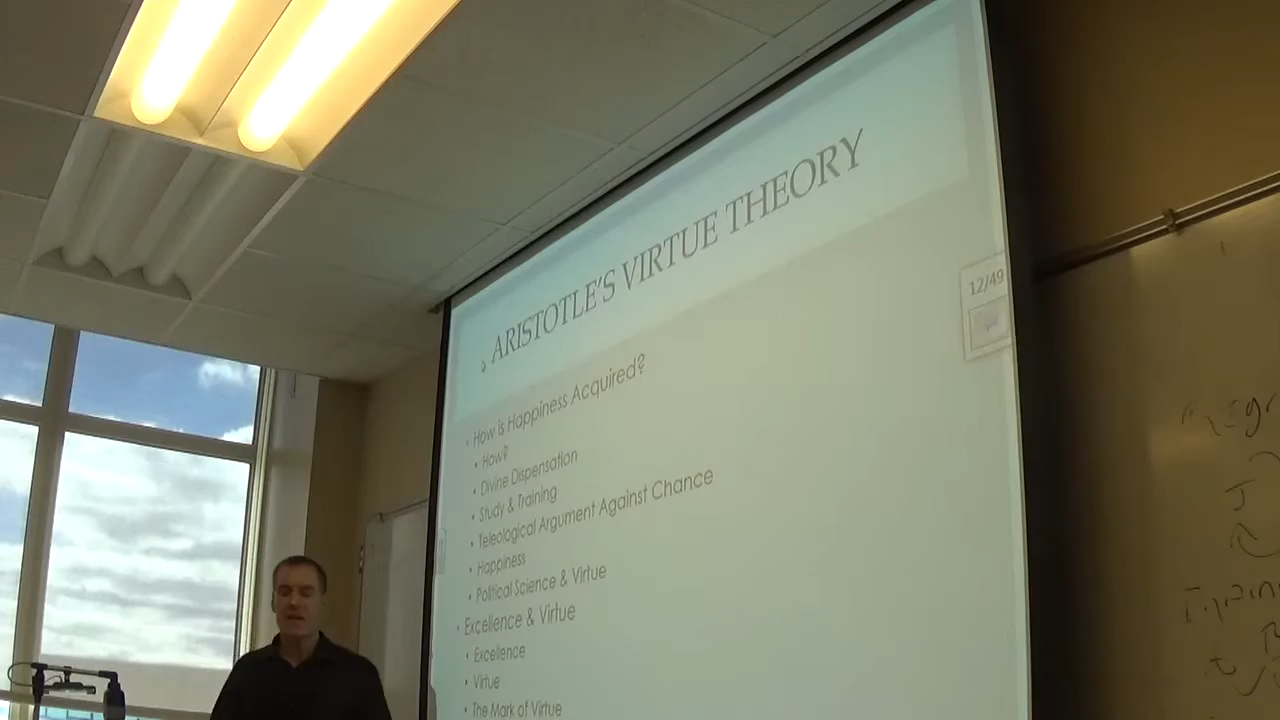 ARISTOTLE'S VIRTUE THEORY
12/49
How is Happiness Acquired?
How?
Divine Dispensation
Study & Training
Teleological Argument Against Chance
Happiness
Political Science & Virtue
Excellence & Virtue
Excellence
Virtue
The Mark of Virtue